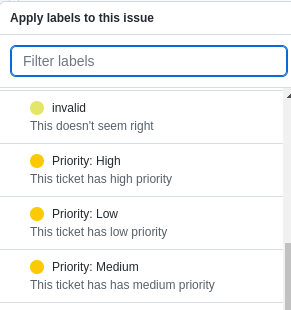 Apply labels to this issue
Filter labels
invalid
This doesn't seem right
Priority: High
This ticket has high priority
Priority: Low
This ticket has low priority
Priority: Medium
This ticket has has medium priority